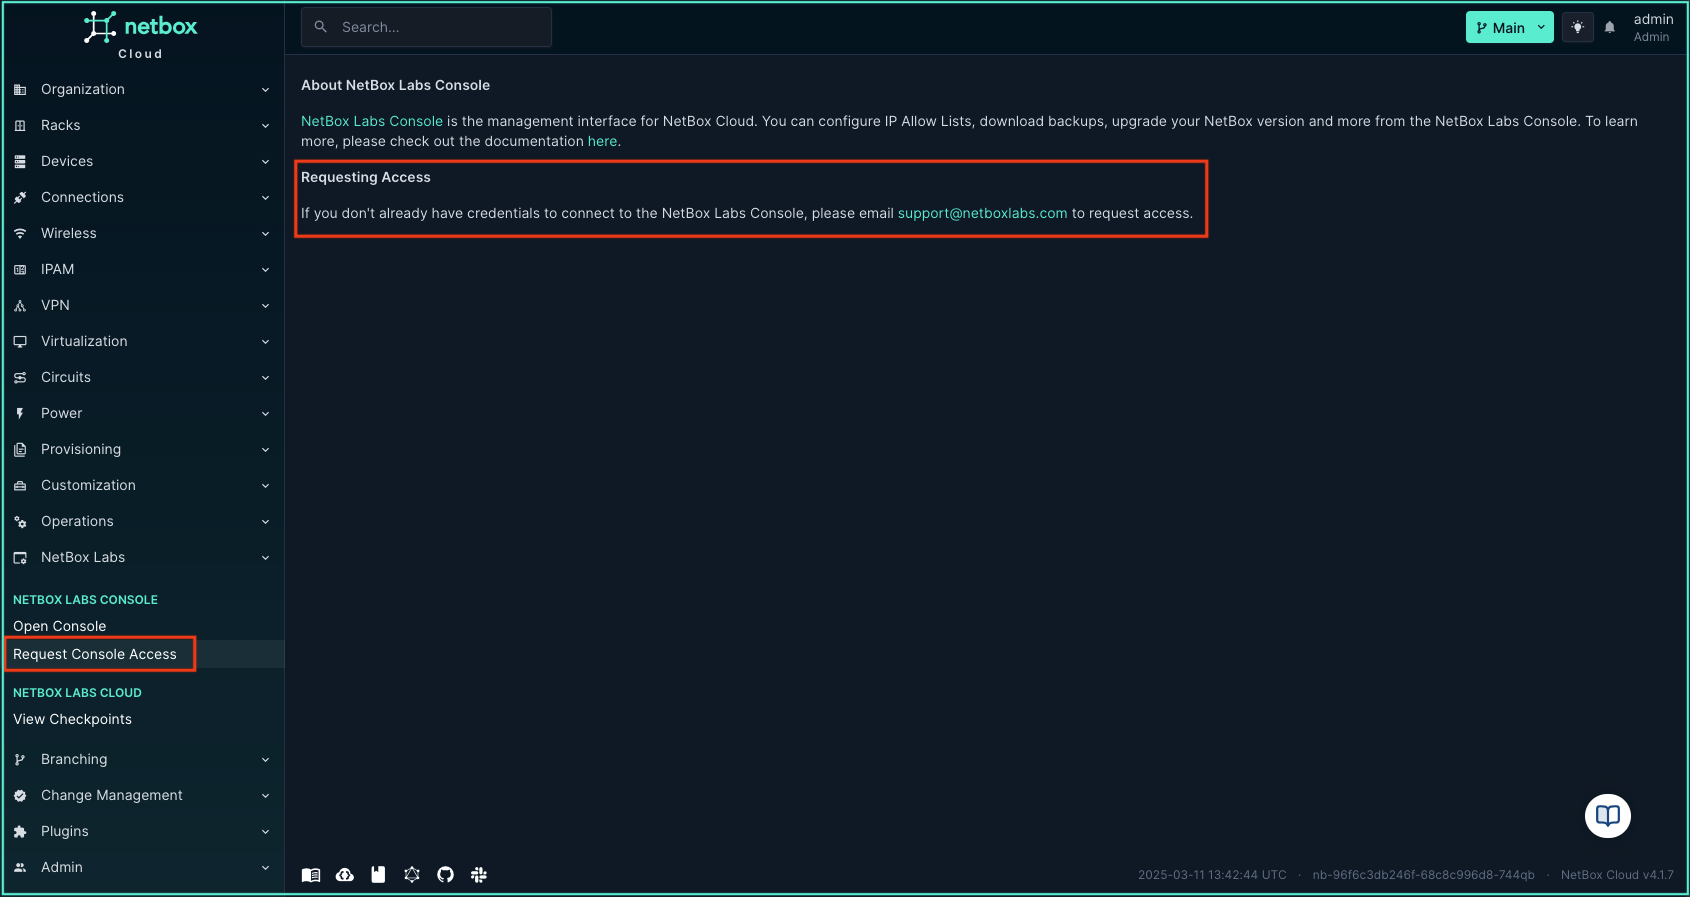 netbox
Cloud
Search...
Main
admin
Admin
Organization
Racks
Devices
Connections
Wireless
IPAM
VPN
Virtualization
Circuits
Power
Provisioning
Customization
Operations
NetBox Labs
NETBOX LABS CONSOLE
Open Console
Request Console Access
NETBOX LABS CLOUD
View Checkpoints
Branching
Change Management
Plugins
Admin
About NetBox Labs Console
NetBox Labs Console is the management interface for NetBox Cloud. You can configure IP Allow Lists, download backups, upgrade your NetBox version and more from the NetBox Labs Console. To learn
more, please check out the documentation here.
Requesting Access
If you don't already have credentials to connect to the NetBox Labs Console, please email support@netboxlabs.com to request access.
2025-03-11 13:42:44 UTC · nb-96f6c3db246f-68c8c996d8-744qb · NetBox Cloud v4.1.7